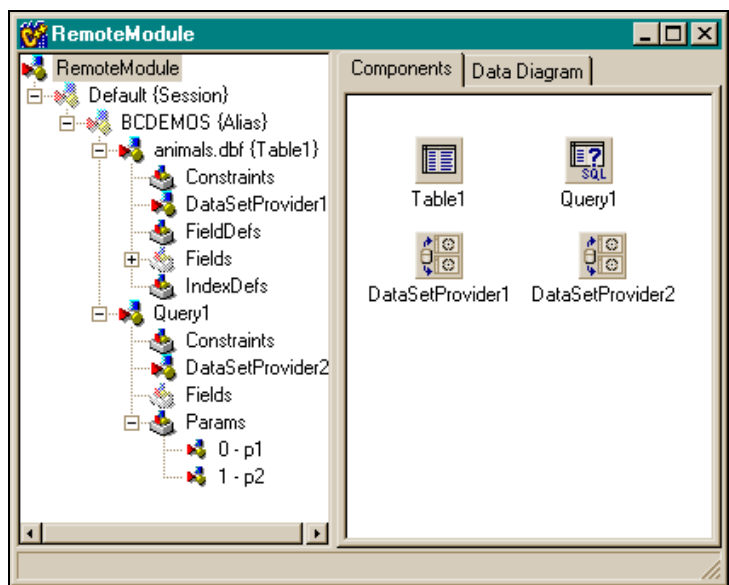 RemoteModule
RemoteModule
Default {Session}
BCDEMOS {Alias}
animals.dbf {Table1}
Constraints
DataSetProvider1
FieldDefs
Fields
IndexDefs
Query1
Constraints
DataSetProvider2
Fields
Params
0 - p1
1 - p2
Components
Data Diagram
Table1
SQL
Query1
DataSetProvider1
DataSetProvider2